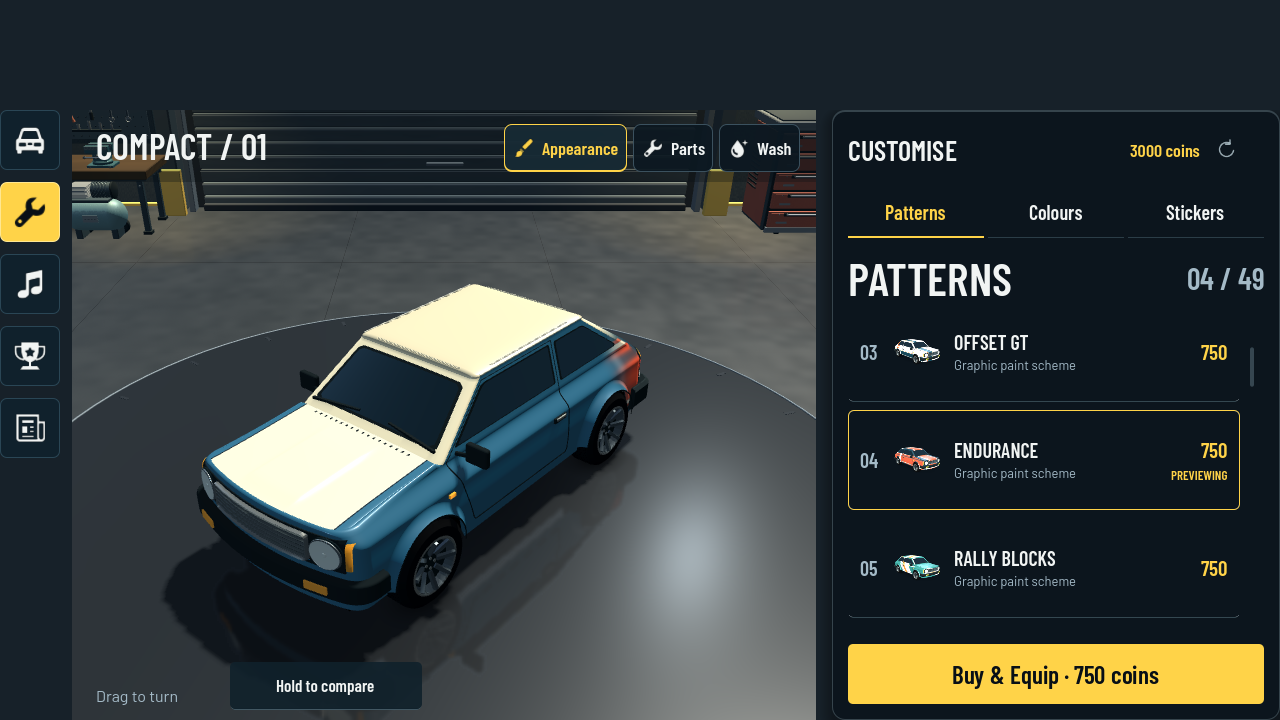 COMPACT / 01
Appearance
Parts
Wash
Drag to turn
Hold to compare
CUSTOMISE
3000 coins
Patterns
Colours
Stickers
PATTERNS
04 / 49
03
OFFSET GT
Graphic paint scheme
750
04
ENDURANCE
Graphic paint scheme
750
PREVIEWING
05
RALLY BLOCKS
Graphic paint scheme
750
Buy & Equip · 750 coins